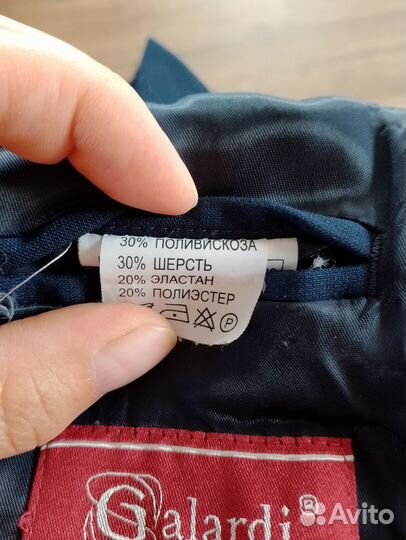 30% ПОЛИВИСКОЗА
30% ШЕРСТЬ
20% ЭЛАСТАН
20% ПОЛИЭСТЕР
P
Galardi®
Avito